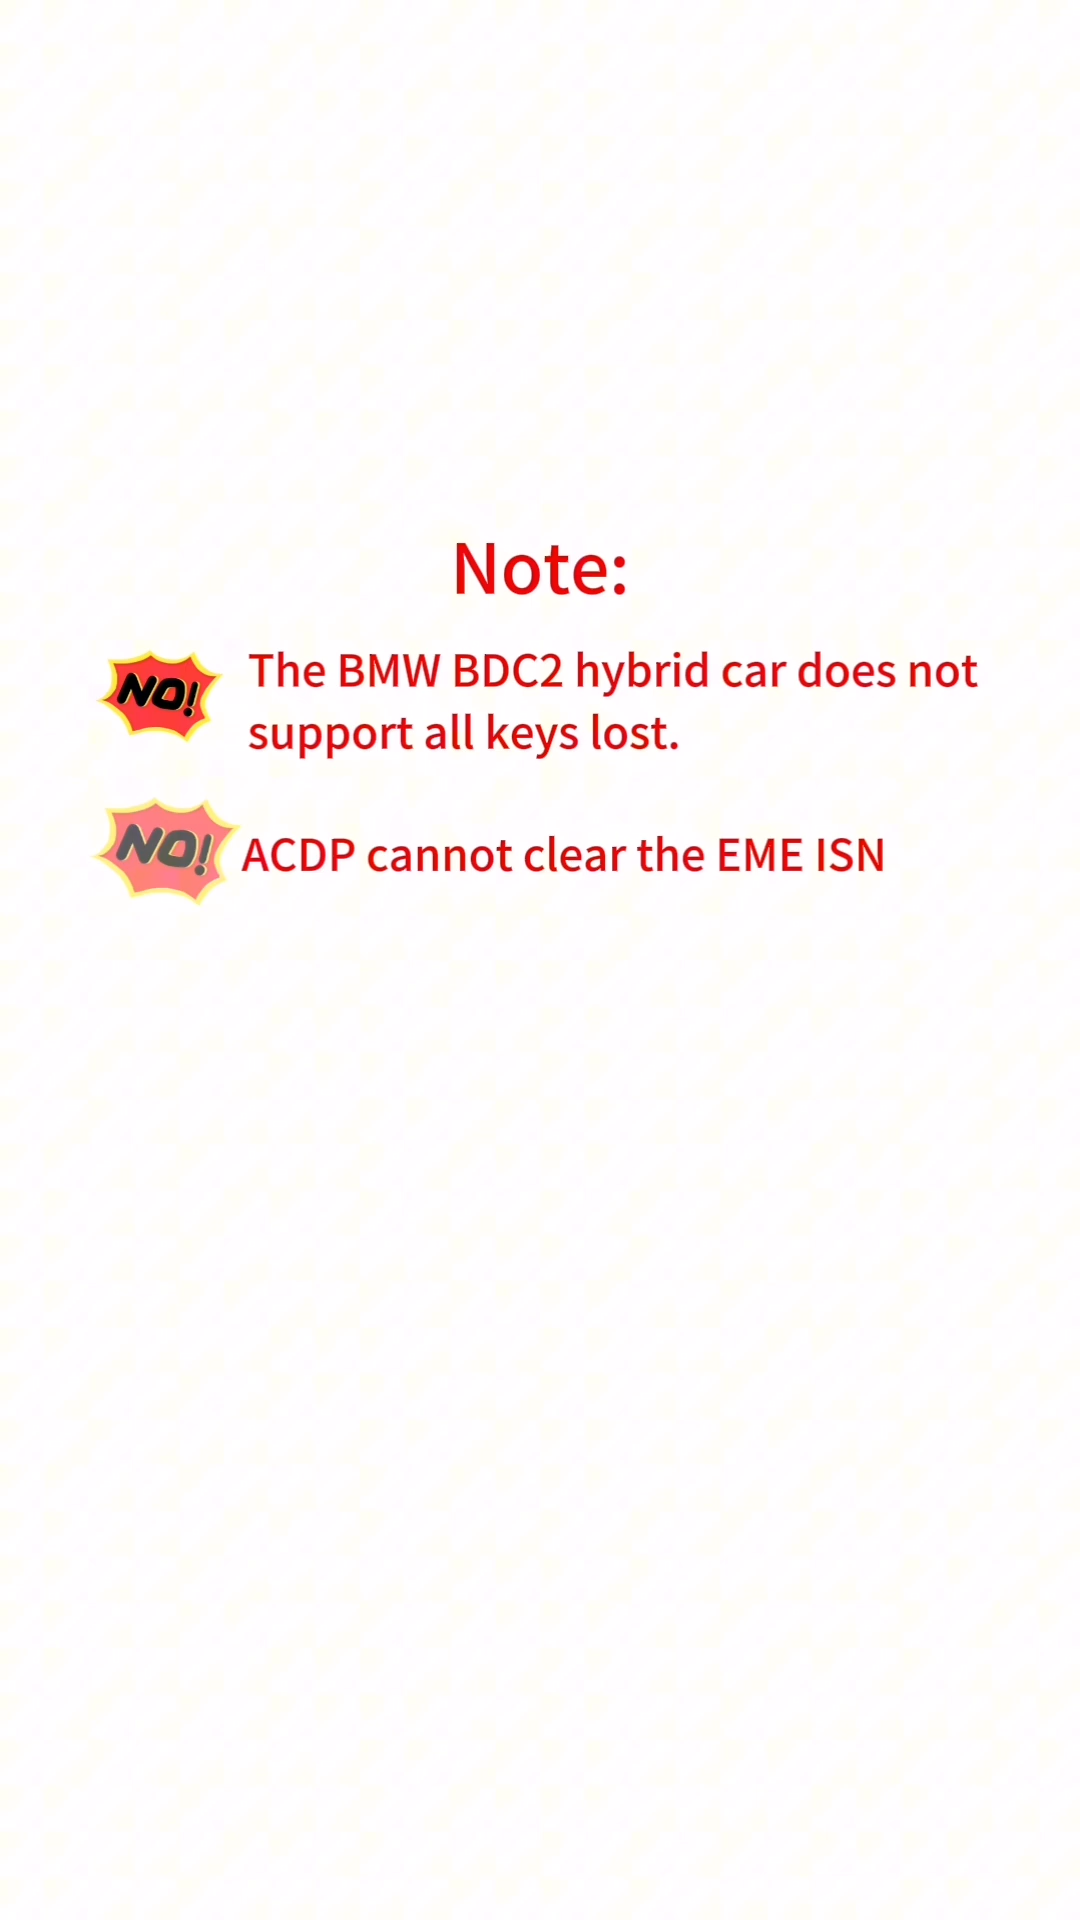 Note:
NO!
The BMW BDC2 hybrid car does not
support all keys lost.
NO!
ACDP cannot clear the EME ISN